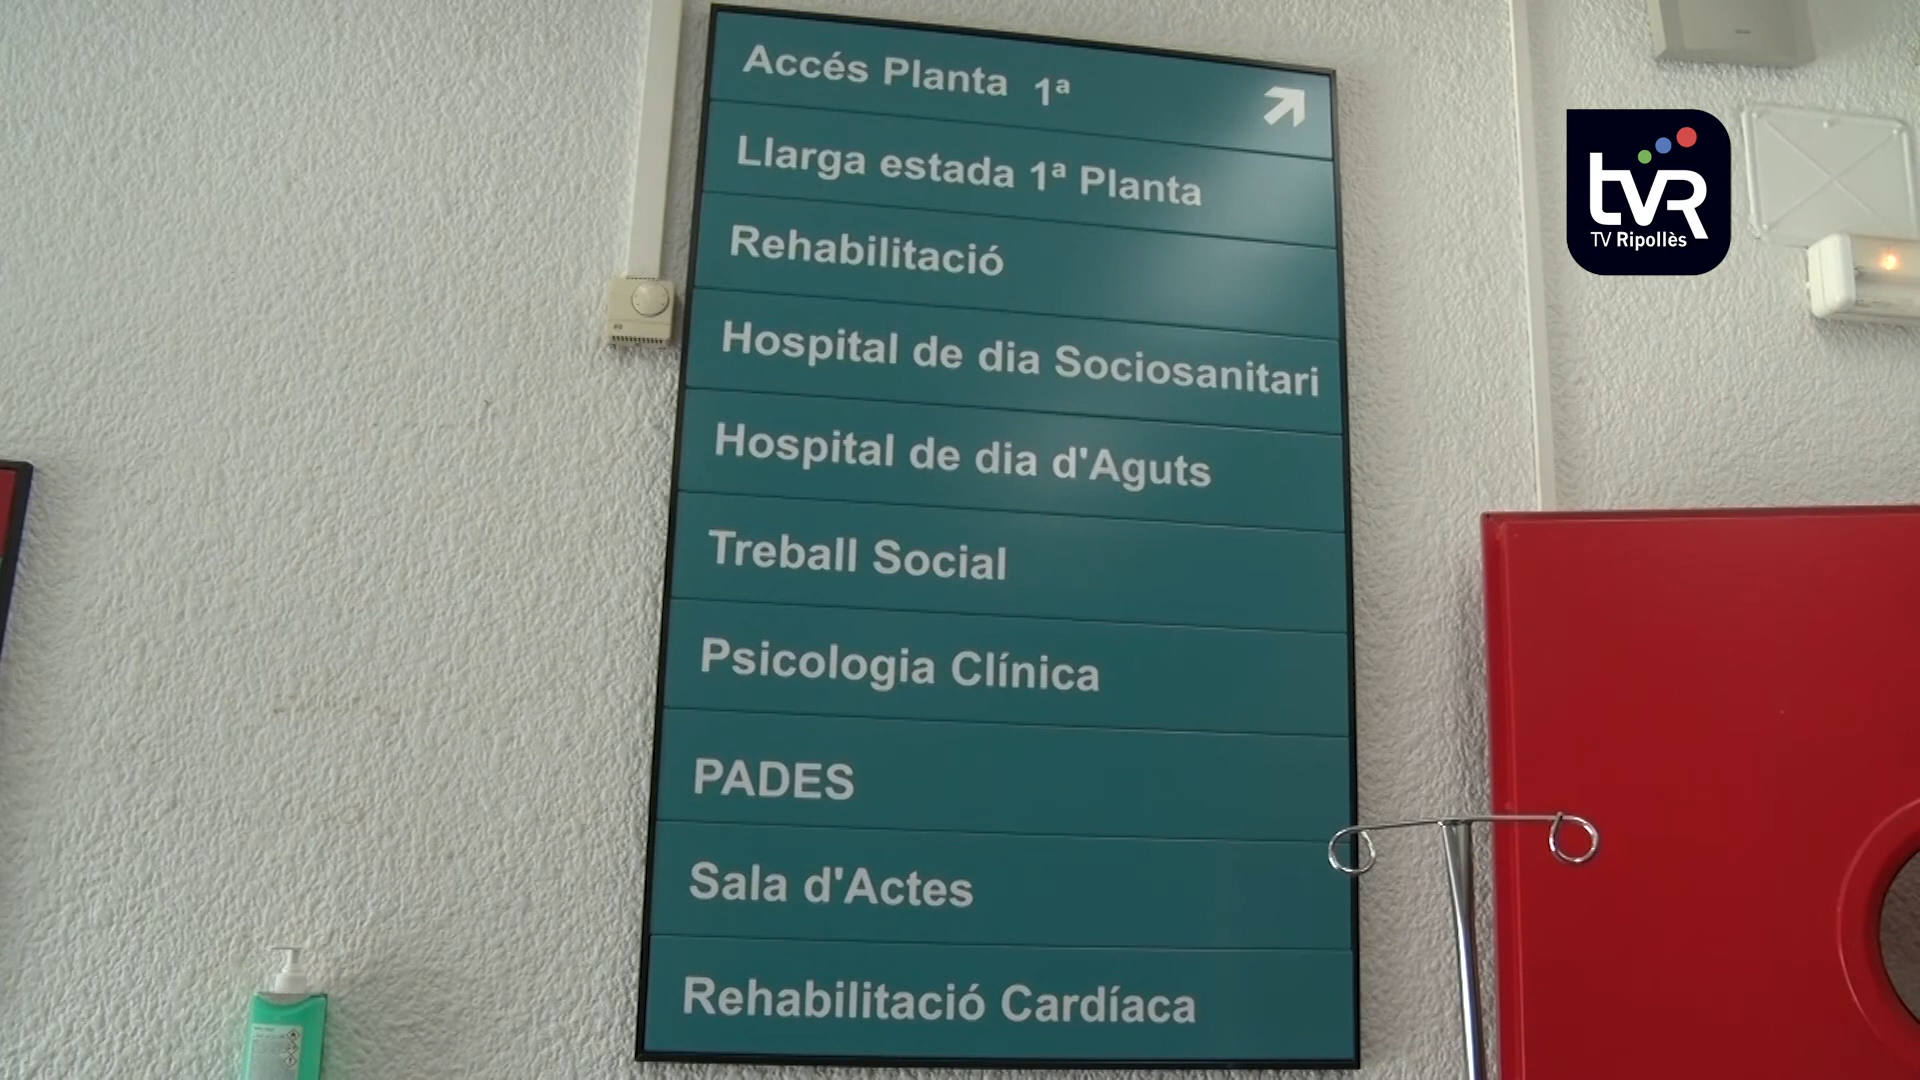 Accés Planta 1ª
Llarga estada 1ª Planta
Rehabilitació
Hospital de dia Sociosanitari
Hospital de dia d'Aguts
Treball Social
Psicologia Clínica
PADES
Sala d'Actes
Rehabilitació Cardíaca
tvR
TV Ripollès